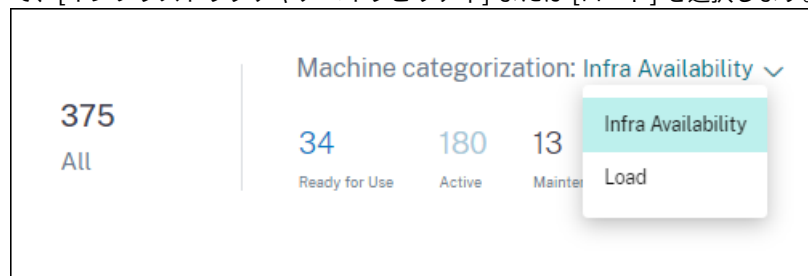 Machine categorization: Infra Availability
375
All
34
Ready for Use
180
Active
13
Infra Availability
Load